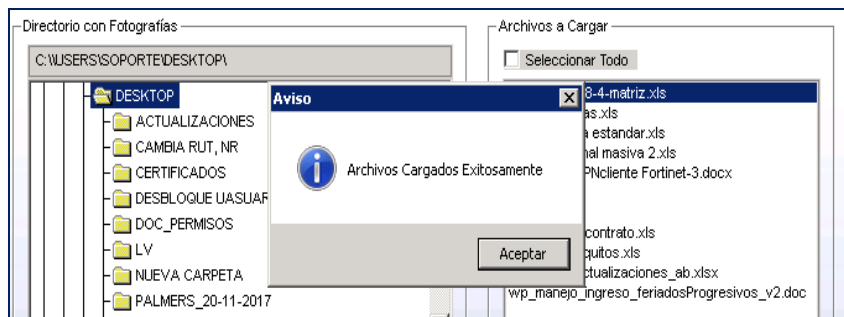 Directorio con Fotografías
C:\USERS\SOPORTE\DESKTOP\
DESKTOP
ACTUALIZACIONES
CAMBIA RUT, NR
CERTIFICADOS
DESBLOQUE UASUAR
DOC_PERMISOS
LV
NUEVA CARPETA
PALMERS_20-11-2017
Archivos a Cargar
Seleccionar Todo
8-4-matriz.xls
as.xls
a estandar.xls
nal masiva 2.xls
PNcliente Fortinet-3.docx
contrato.xls
quitos.xls
ctualizaciones_ab.xlsx
wp_manejo_ingreso_feriadosProgresivos_v2.doc
Aviso
Archivos Cargados Exitosamente
Aceptar